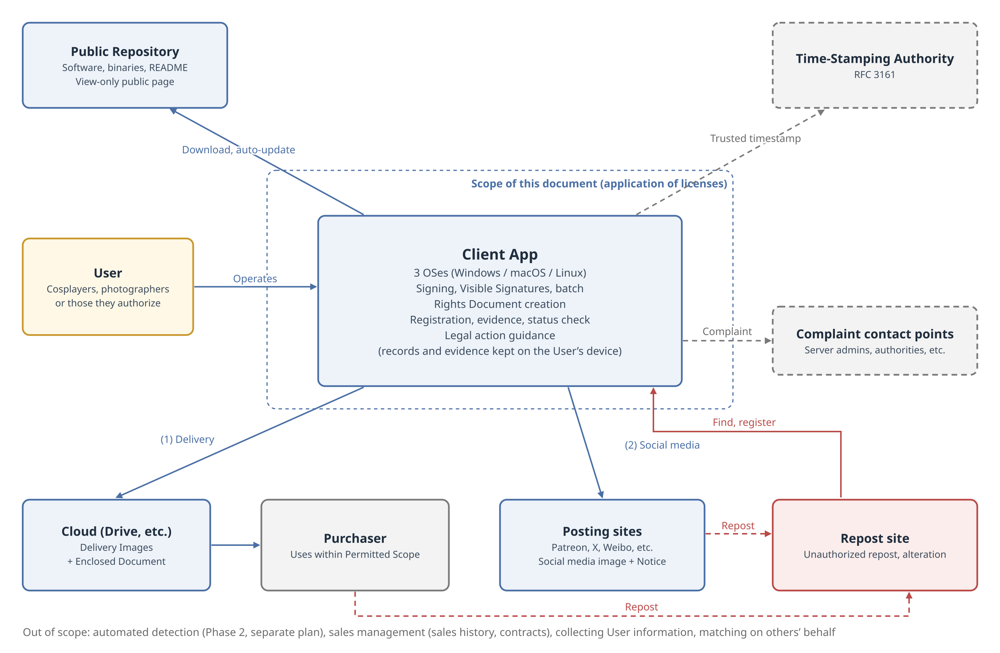 Public Repository
Software, binaries, README
View-only public page
Time-Stamping Authority
RFC 3161
Trusted timestamp
Download, auto-update
Scope of this document (application of licenses)
User
Cosplayers, photographers
or those they authorize
Operates
Client App
3 OSes (Windows / macOS / Linux)
Signing, Visible Signatures, batch
Rights Document creation
Registration, evidence, status check
Legal action guidance
(records and evidence kept on the User’s device)
Complaint
Complaint contact points
Server admins, authorities, etc.
Find, register
(1) Delivery
(2) Social media
Cloud (Drive, etc.)
Delivery Images
+ Enclosed Document
Purchaser
Uses within Permitted Scope
Posting sites
Patreon, X, Weibo, etc.
Social media image + Notice
Repost
Repost site
Unauthorized repost, alteration
Repost
Out of scope: automated detection (Phase 2, separate plan), sales management (sales history, contracts), collecting User information, matching on others’ behalf